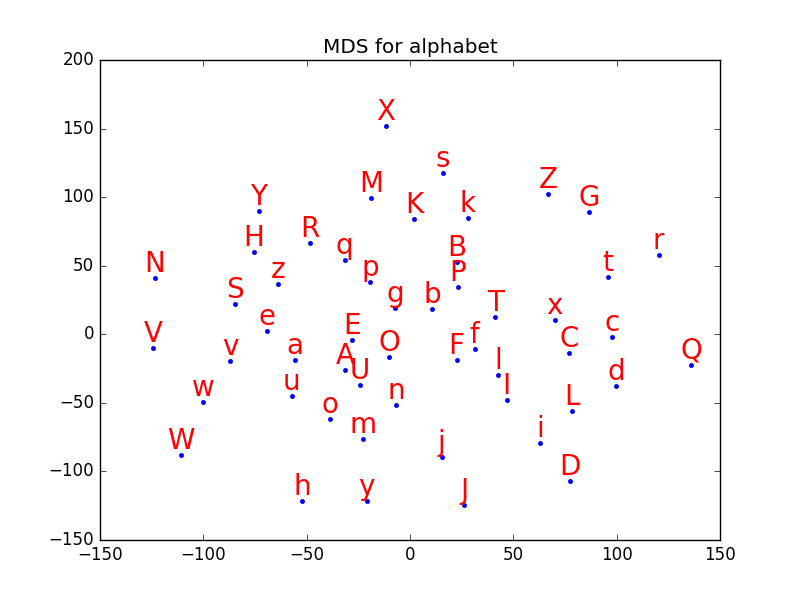 MDS for alphabet
200
X
150
s
M
Z
K
k
G
Y
100
R
H
q
B
r
N
z
p
P
t
50
S
g
b
T
x
e
E
f
c
V
0
v
a
A
O
F
C
Q
U
l
d
w
u
n
I
L
−50
o
m
j
i
W
D
−100
h
y
J
−150
−150 −100 −50 0 50 100 150